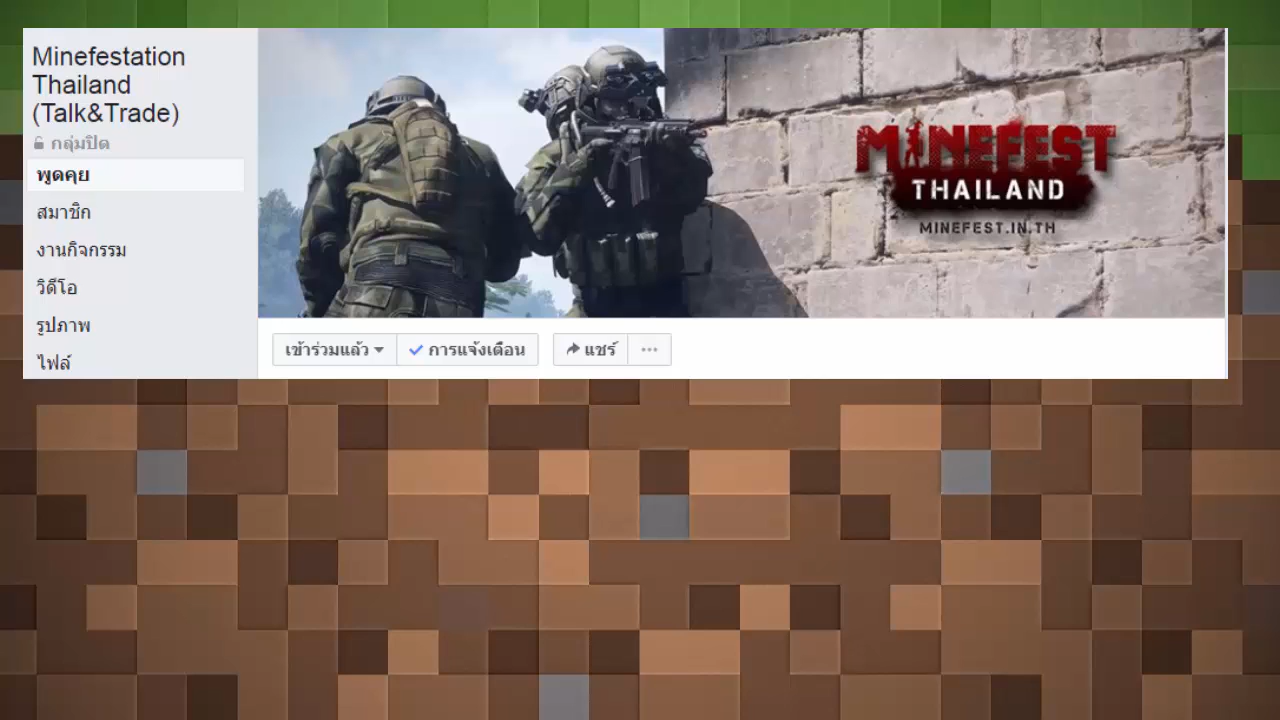 Minefestation
Thailand
(Talk&Trade)
กลุ่มปิด
พูดคุย
สมาชิก
งานกิจกรรม
วิดีโอ
รูปภาพ
ไฟล์
MINEFEST
THAILAND
MINEFEST.IN.TH
เข้าร่วมแล้ว
การแจ้งเตือน
แชร์